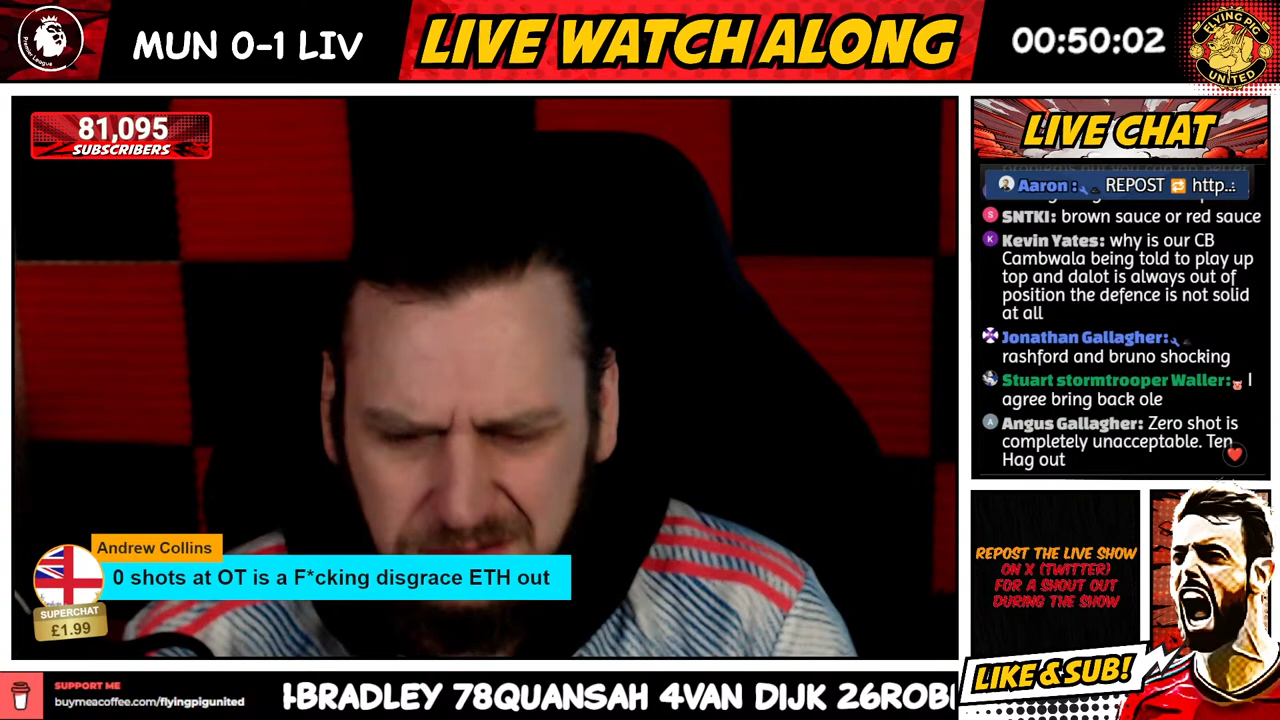 Premier League
MUN 0-1 LIV
LIVE WATCH ALONG
00:50:02
FLYING PIG
UNITED
81,095
SUBSCRIBERS
LIVE CHAT
Aaron : REPOST 🔁 http..:
SNTKI: brown sauce or red sauce
Kevin Yates: why is our CB
Cambwala being told to play up
top and dalot is always out of
position the defence is not solid
at all
Jonathan Gallagher:
rashford and bruno shocking
Stuart stormtrooper Waller: I
agree bring back ole
Angus Gallagher: Zero shot is
completely unacceptable. Ten
Hag out
Andrew Collins
0 shots at OT is a F*cking disgrace ETH out
SUPERCHAT
£1.99
REPOST THE LIVE SHOW
ON X (TWITTER)
FOR A SHOUT OUT
DURING THE SHOW
LIKE & SUB!
SUPPORT ME
buymeacoffee.com/flyingpigunited
BRADLEY 78QUANSAH 4VAN DIJK 26ROB